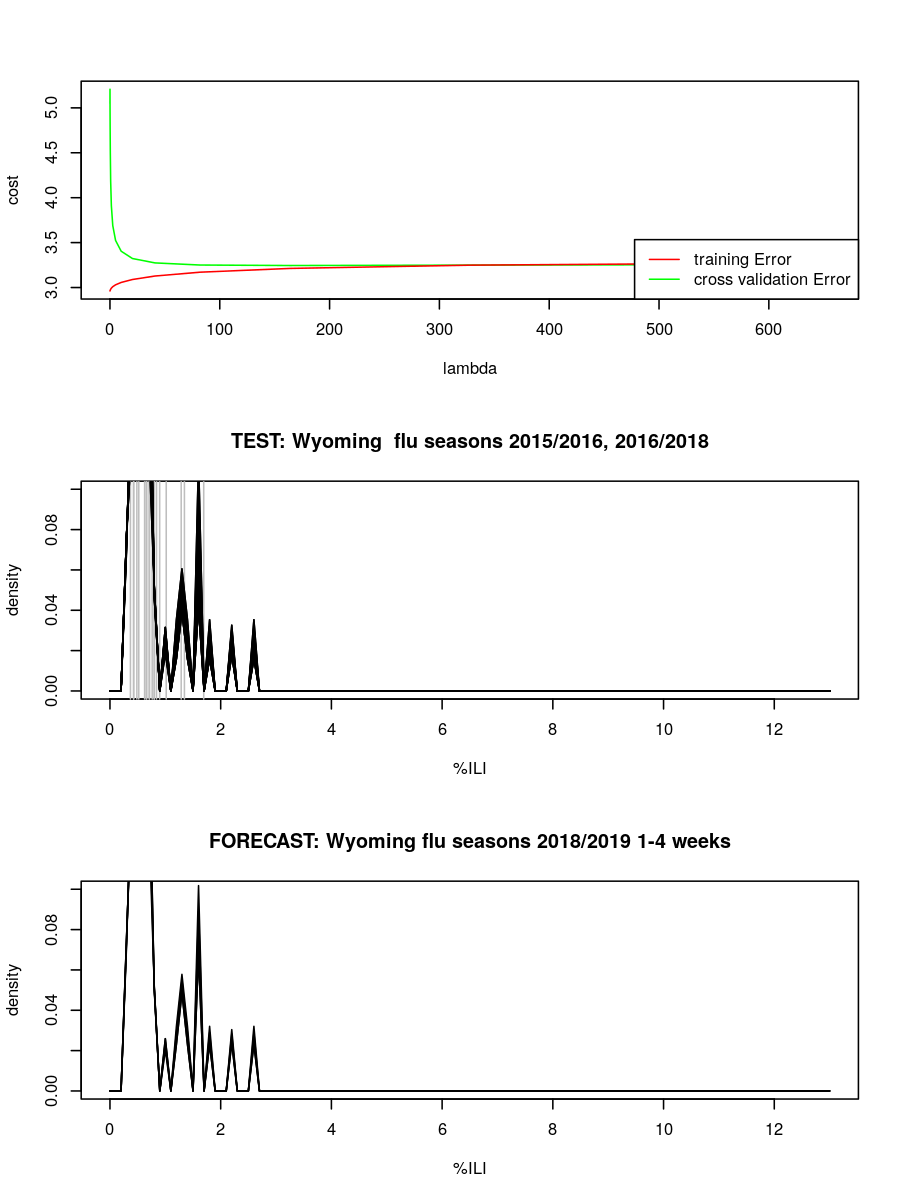 5.0
4.5
4.0
3.5
3.0
cost
training Error
cross validation Error
0 100 200 300 400 500 600
lambda
TEST: Wyoming  flu seasons 2015/2016, 2016/2018
0.08
0.04
0.00
density
0 2 4 6 8 10 12
%ILI
FORECAST: Wyoming flu seasons 2018/2019 1-4 weeks
0.08
0.04
0.00
density
0 2 4 6 8 10 12
%ILI